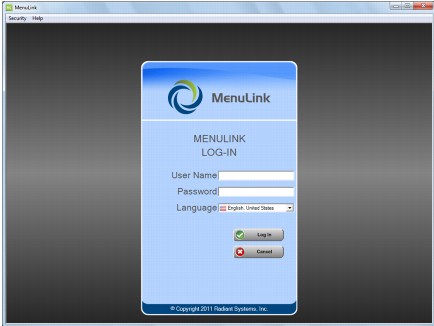 MenuLink
Security Help
MenuLink
MENULINK
LOG-IN
User Name
Password
Language English, United States
Log In
Cancel
© Copyright 2011 Radiant Systems, Inc.